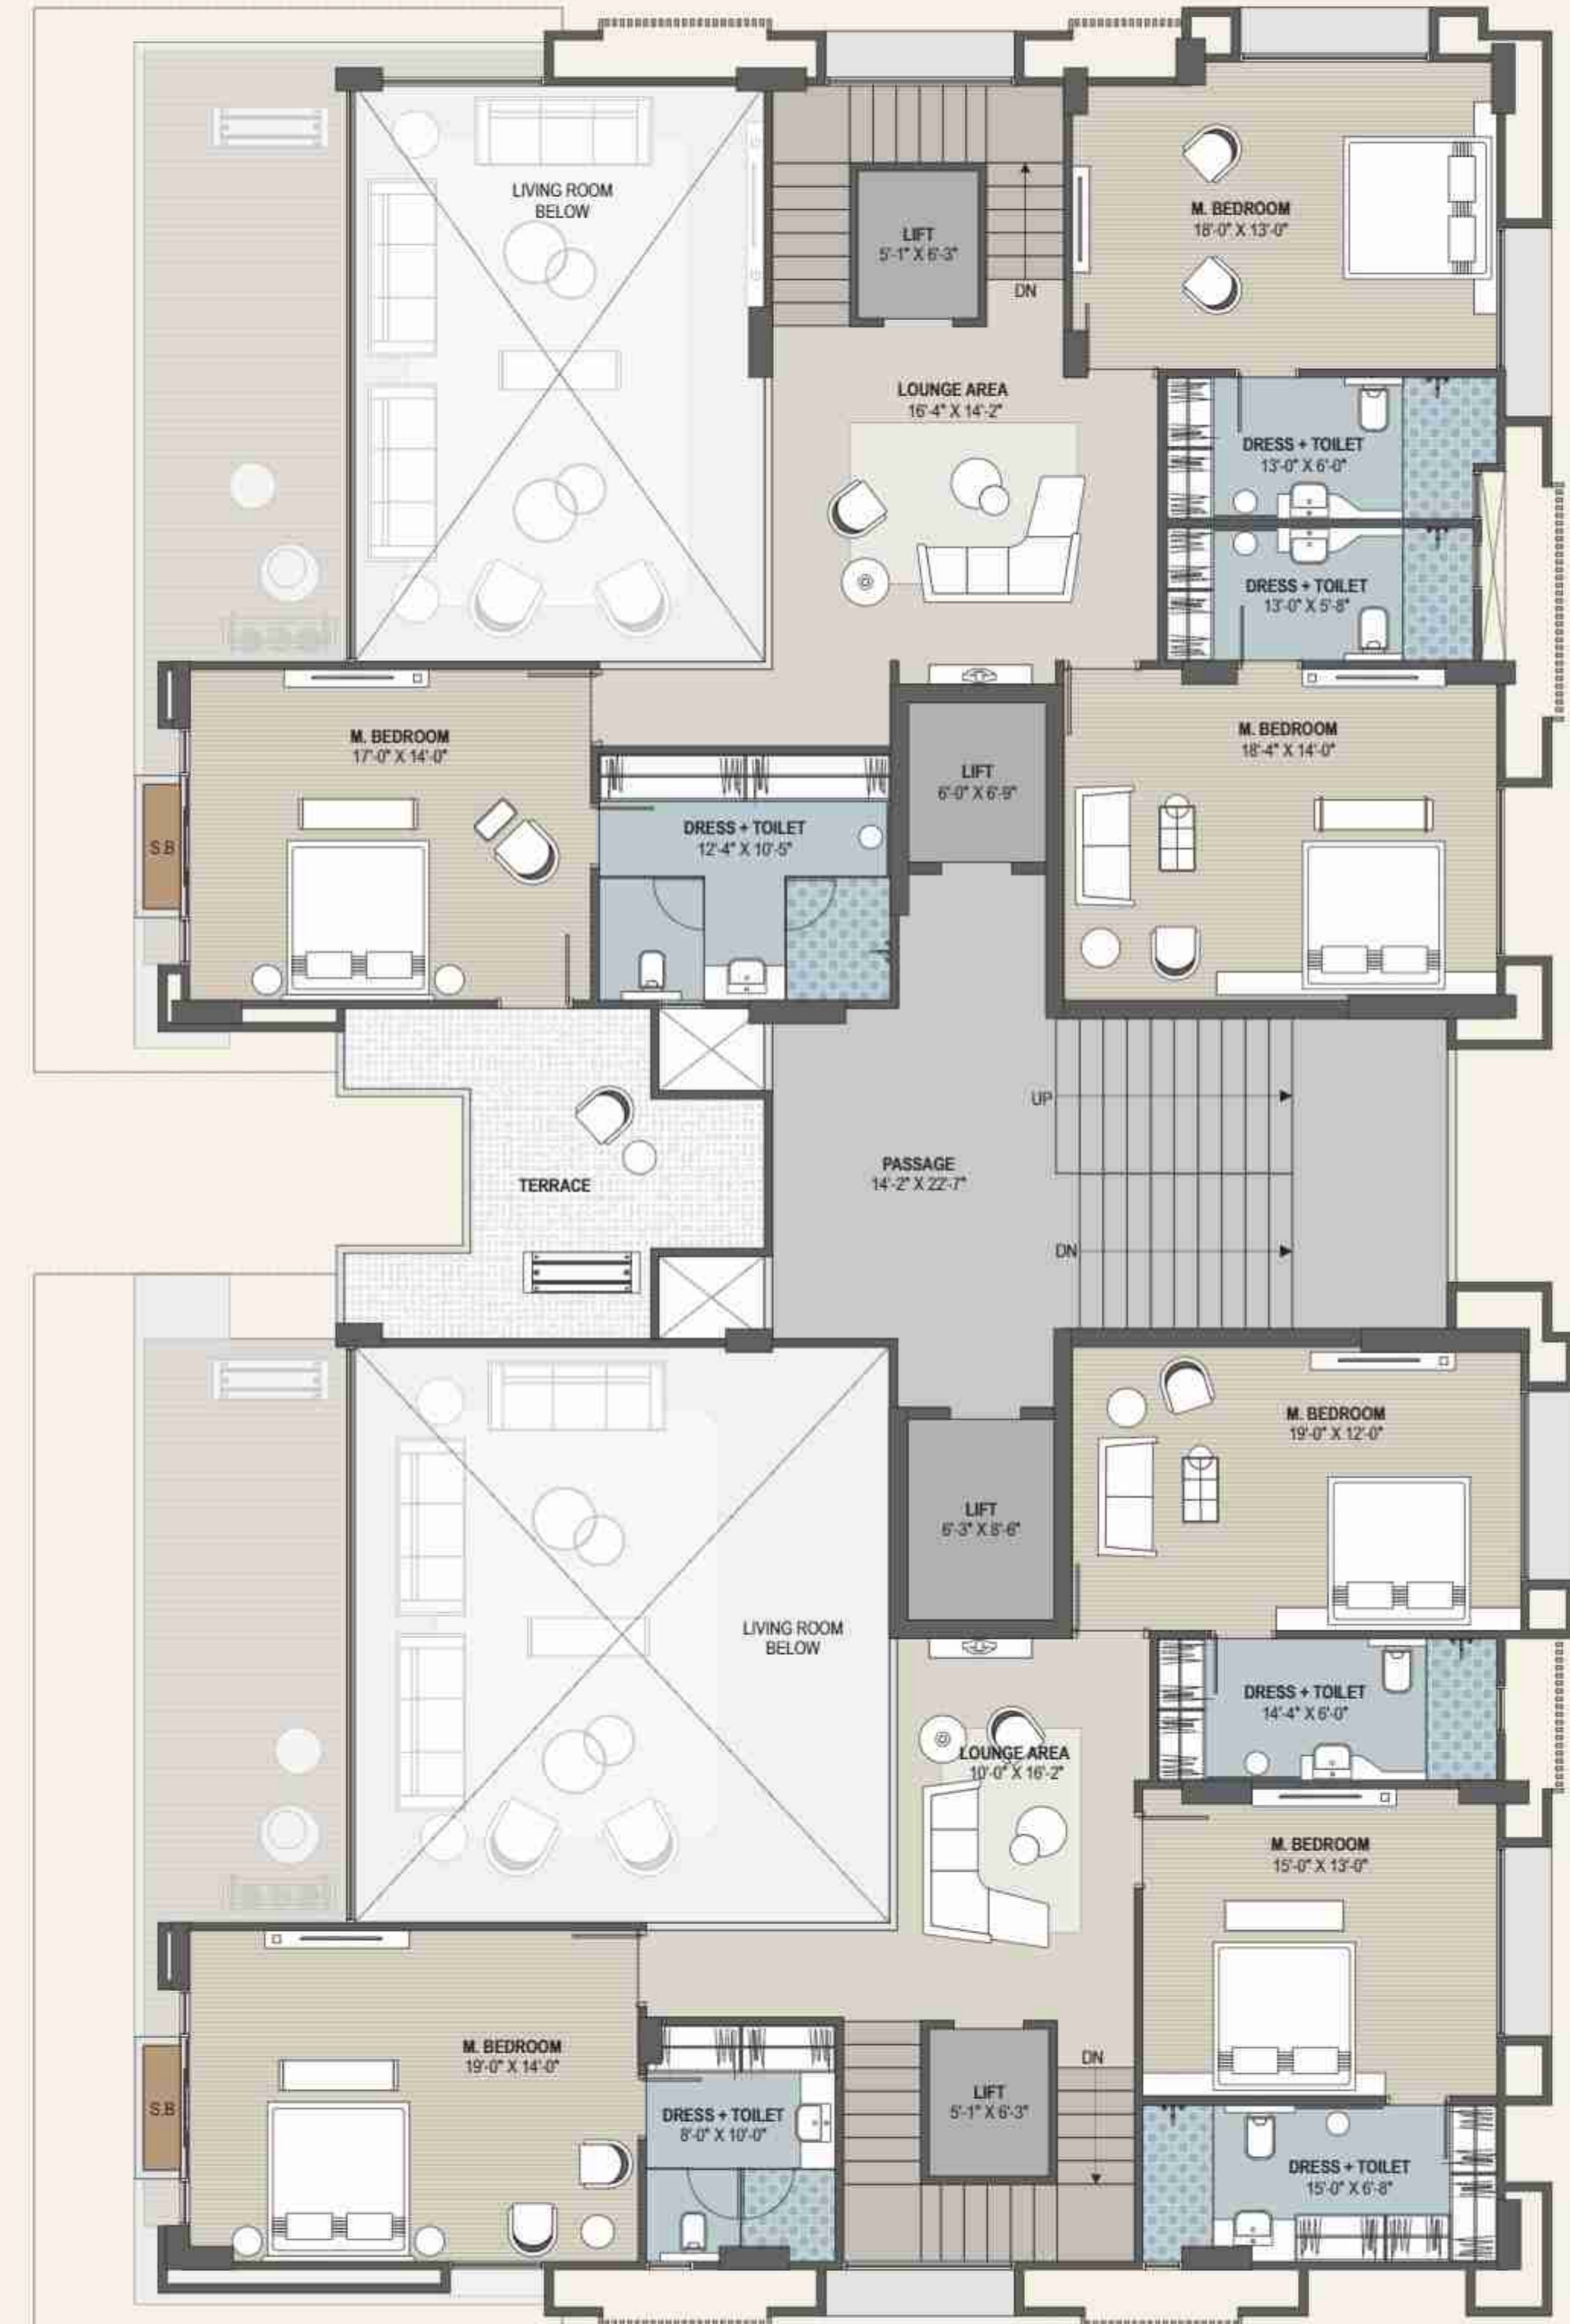 LIVING ROOM
BELOW
LIFT
5'-1" X 6'-3"
DN
M. BEDROOM
18'-0" X 13'-0"
LOUNGE AREA
16'-4" X 14'-2"
DRESS + TOILET
13'-0" X 6'-0"
DRESS + TOILET
13'-0" X 5'-8"
M. BEDROOM
17'-0" X 14'-0"
S.B
DRESS + TOILET
12'-4" X 10'-5"
LIFT
6'-0" X 6'-9"
M. BEDROOM
18'-4" X 14'-0"
UP
PASSAGE
14'-2" X 22'-7"
TERRACE
DN
M. BEDROOM
19'-0" X 12'-0"
LIFT
6'-3" X 8'-6"
LIVING ROOM
BELOW
DRESS + TOILET
14'-4" X 6'-0"
LOUNGE AREA
10'-0" X 16'-2"
M. BEDROOM
15'-0" X 13'-0"
M. BEDROOM
19'-0" X 14'-0"
S.B
DRESS + TOILET
8'-0" X 10'-0"
LIFT
5'-1" X 6'-3"
DN
DRESS + TOILET
15'-0" X 6'-8"